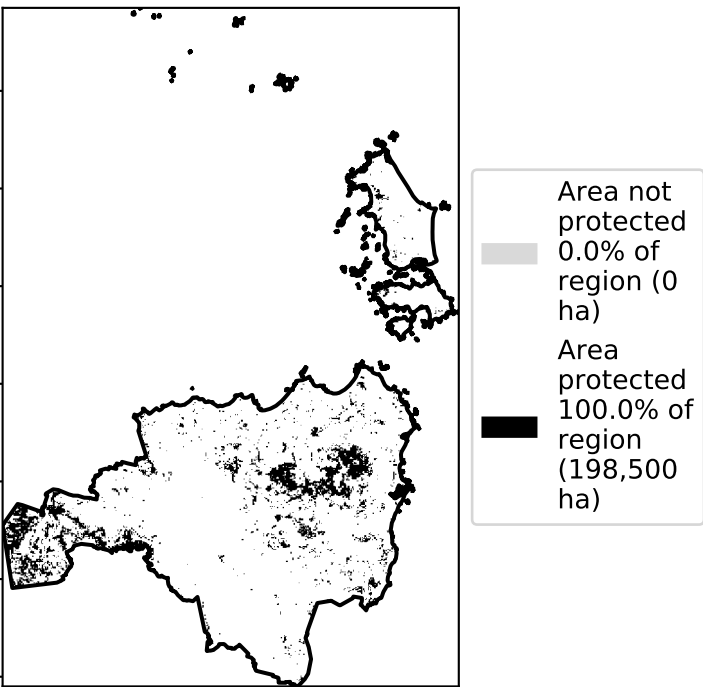 Area not
protected
0.0% of
region (0
ha)
Area
protected
100.0% of
region
(198,500
ha)